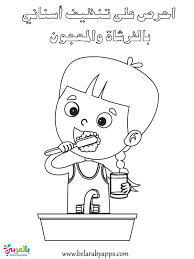 احرص على تنظيف أسناني
بالفرشاة والمعجون
بالعربي
www.belarabyapps.com